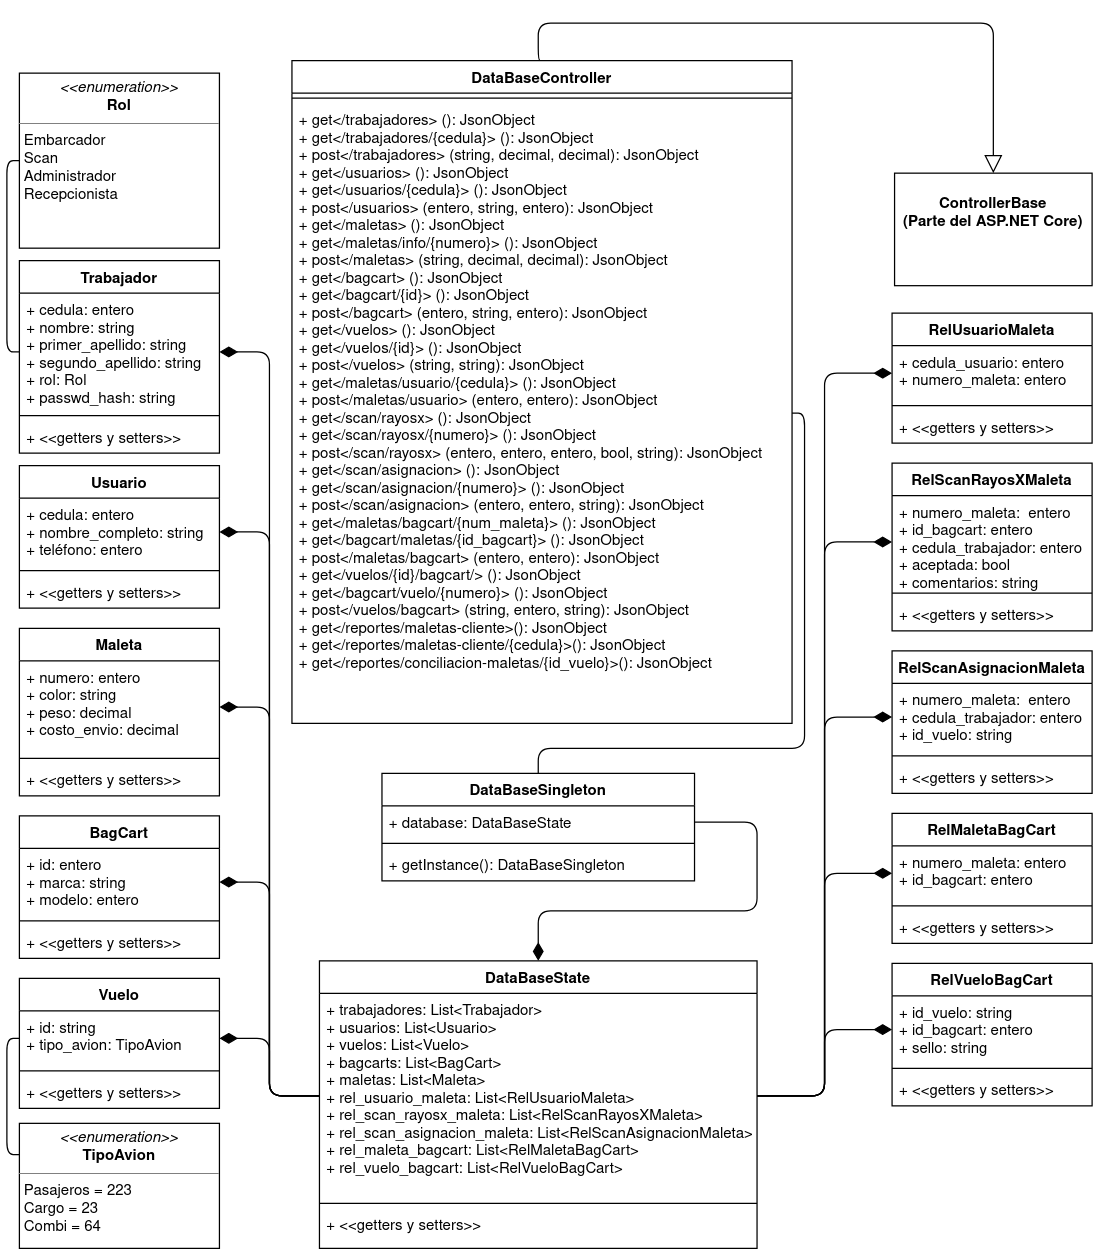 <<enumeration>>
Rol
Embarcador
Scan
Administrador
Recepcionista
Trabajador
+ cedula: entero
+ nombre: string
+ primer_apellido: string
+ segundo_apellido: string
+ rol: Rol
+ passwd_hash: string
+ <<getters y setters>>
Usuario
+ cedula: entero
+ nombre_completo: string
+ teléfono: entero
+ <<getters y setters>>
Maleta
+ numero: entero
+ color: string
+ peso: decimal
+ costo_envio: decimal
+ <<getters y setters>>
BagCart
+ id: entero
+ marca: string
+ modelo: entero
+ <<getters y setters>>
Vuelo
+ id: string
+ tipo_avion: TipoAvion
+ <<getters y setters>>
<<enumeration>>
TipoAvion
Pasajeros = 223
Cargo = 23
Combi = 64
DataBaseController
+ get</trabajadores> (): JsonObject
+ get</trabajadores/{cedula}> (): JsonObject
+ post</trabajadores> (string, decimal, decimal): JsonObject
+ get</usuarios> (): JsonObject
+ get</usuarios/{cedula}> (): JsonObject
+ post</usuarios> (entero, string, entero): JsonObject
+ get</maletas> (): JsonObject
+ get</maletas/info/{numero}> (): JsonObject
+ post</maletas> (string, decimal, decimal): JsonObject
+ get</bagcart> (): JsonObject
+ get</bagcart/{id}> (): JsonObject
+ post</bagcart> (entero, string, entero): JsonObject
+ get</vuelos> (): JsonObject
+ get</vuelos/{id}> (): JsonObject
+ post</vuelos> (string, string): JsonObject
+ get</maletas/usuario/{cedula}> (): JsonObject
+ post</maletas/usuario> (entero, entero): JsonObject
+ get</scan/rayosx> (): JsonObject
+ get</scan/rayosx/{numero}> (): JsonObject
+ post</scan/rayosx> (entero, entero, entero, bool, string): JsonObject
+ get</scan/asignacion> (): JsonObject
+ get</scan/asignacion/{numero}> (): JsonObject
+ post</scan/asignacion> (entero, entero, string): JsonObject
+ get</maletas/bagcart/{num_maleta}> (): JsonObject
+ get</bagcart/maletas/{id_bagcart}> (): JsonObject
+ post</maletas/bagcart> (entero, entero): JsonObject
+ get</vuelos/{id}/bagcart/> (): JsonObject
+ get</bagcart/vuelo/{numero}> (): JsonObject
+ post</vuelos/bagcart> (string, entero, string): JsonObject
+ get</reportes/maletas-cliente>(): JsonObject
+ get</reportes/maletas-cliente/{cedula}>(): JsonObject
+ get</reportes/conciliacion-maletas/{id_vuelo}>(): JsonObject
DataBaseSingleton
+ database: DataBaseState
+ getInstance(): DataBaseSingleton
DataBaseState
+ trabajadores: List<Trabajador>
+ usuarios: List<Usuario>
+ vuelos: List<Vuelo>
+ bagcarts: List<BagCart>
+ maletas: List<Maleta>
+ rel_usuario_maleta: List<RelUsuarioMaleta>
+ rel_scan_rayosx_maleta: List<RelScanRayosXMaleta>
+ rel_scan_asignacion_maleta: List<RelScanAsignacionMaleta>
+ rel_maleta_bagcart: List<RelMaletaBagCart>
+ rel_vuelo_bagcart: List<RelVueloBagCart>
+ <<getters y setters>>
ControllerBase
(Parte del ASP.NET Core)
RelUsuarioMaleta
+ cedula_usuario: entero
+ numero_maleta: entero
+ <<getters y setters>>
RelScanRayosXMaleta
+ numero_maleta: entero
+ id_bagcart: entero
+ cedula_trabajador: entero
+ aceptada: bool
+ comentarios: string
+ <<getters y setters>>
RelScanAsignacionMaleta
+ numero_maleta: entero
+ cedula_trabajador: entero
+ id_vuelo: string
+ <<getters y setters>>
RelMaletaBagCart
+ numero_maleta: entero
+ id_bagcart: entero
+ <<getters y setters>>
RelVueloBagCart
+ id_vuelo: string
+ id_bagcart: entero
+ sello: string
+ <<getters y setters>>